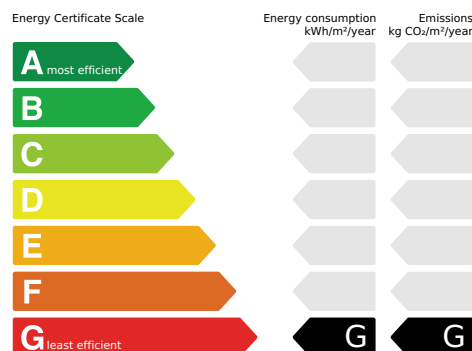 Energy Certificate Scale
Energy consumption
kWh/m²/year
Emissions
kg CO₂/m²/year
A most efficient
B
C
D
E
F
G least efficient
G
G